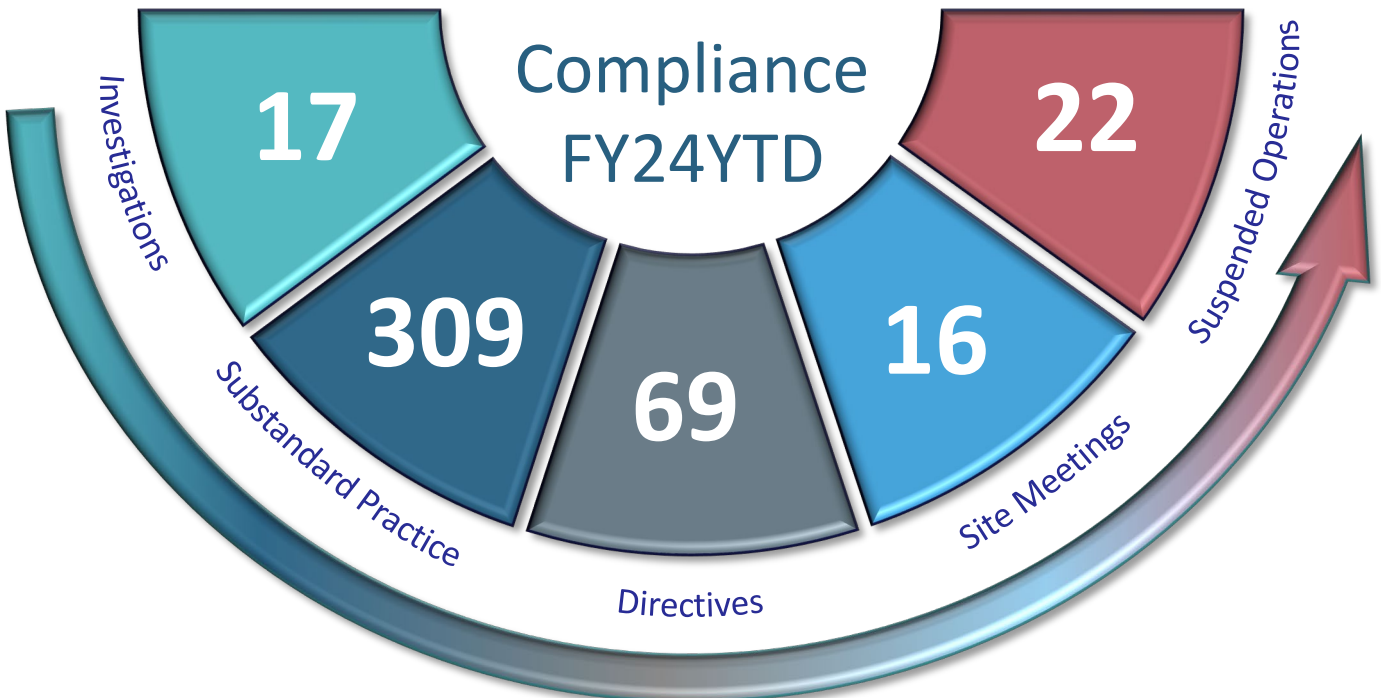 Compliance
FY24YTD
17
Investigations
309
Substandard Practice
69
Directives
16
Site Meetings
22
Suspended Operations